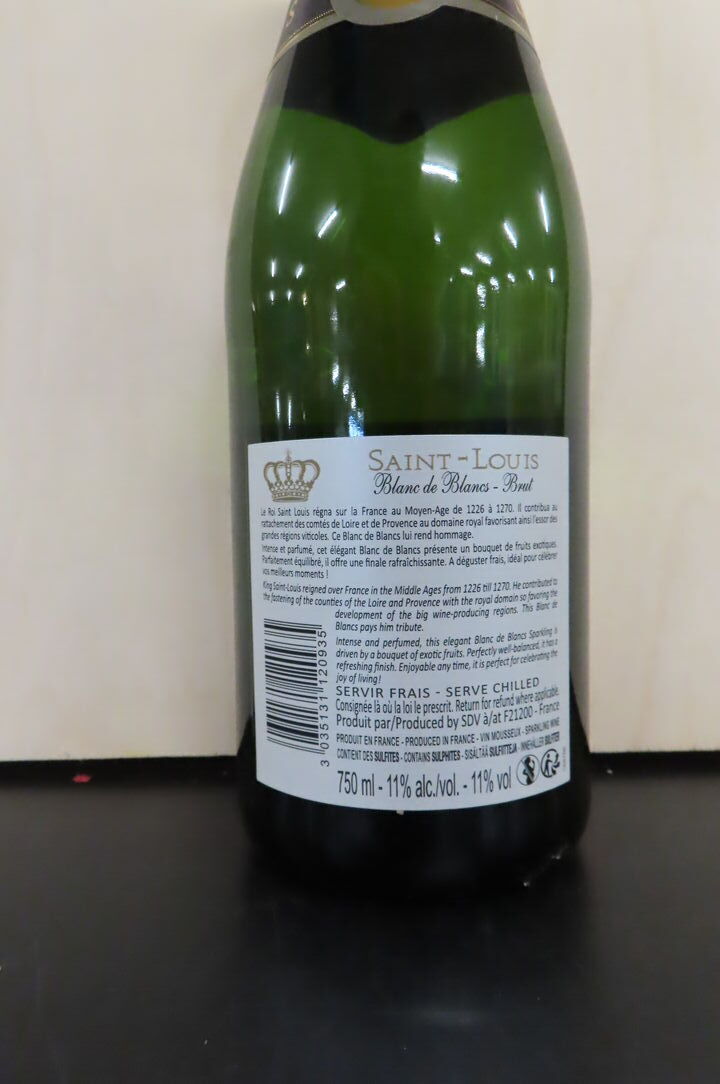 SAINT-LOUIS
Blanc de Blancs - Brut
Le Roi Saint Louis régna sur la France au Moyen-Age de 1226 à 1270. Il contribua au
rattachement des comtés de Loire et de Provence au domaine royal favorisant ainsi l'essor des
grandes régions viticoles. Ce Blanc de Blancs lui rend hommage.
Intense et parfumé, cet élégant Blanc de Blancs présente un bouquet de fruits exotiques.
Parfaitement équilibré, il offre une finale rafraîchissante. A déguster frais, idéal pour célébrer
vos meilleurs moments !
King Saint-Louis reigned over France in the Middle Ages from 1226 till 1270. He contributed to
the fastening of the counties of the Loire and Provence with the royal domain so favoring the
development of the big wine-producing regions. This Blanc de
Blancs pays him tribute.
Intense and perfumed, this elegant Blanc de Blancs Sparkling is
driven by a bouquet of exotic fruits. Perfectly well-balanced, it has a
refreshing finish. Enjoyable any time, it is perfect for celebrating the
joy of living!
SERVIR FRAIS - SERVE CHILLED
Consignée là où la loi le prescrit. Return for refund where applicable.
Produit par/Produced by SDV à/at F21200 - France
PRODUIT EN FRANCE - PRODUCED IN FRANCE - VIN MOUSSEUX - SPARKLING WINE
CONTIENT DES SULFITES - CONTAINS SULPHITES - SISÄLTÄÄ SULFIITTEJA - INNEHÅLLER SULFITER
750 ml - 11% alc./vol. - 11% vol
3 035131 120935